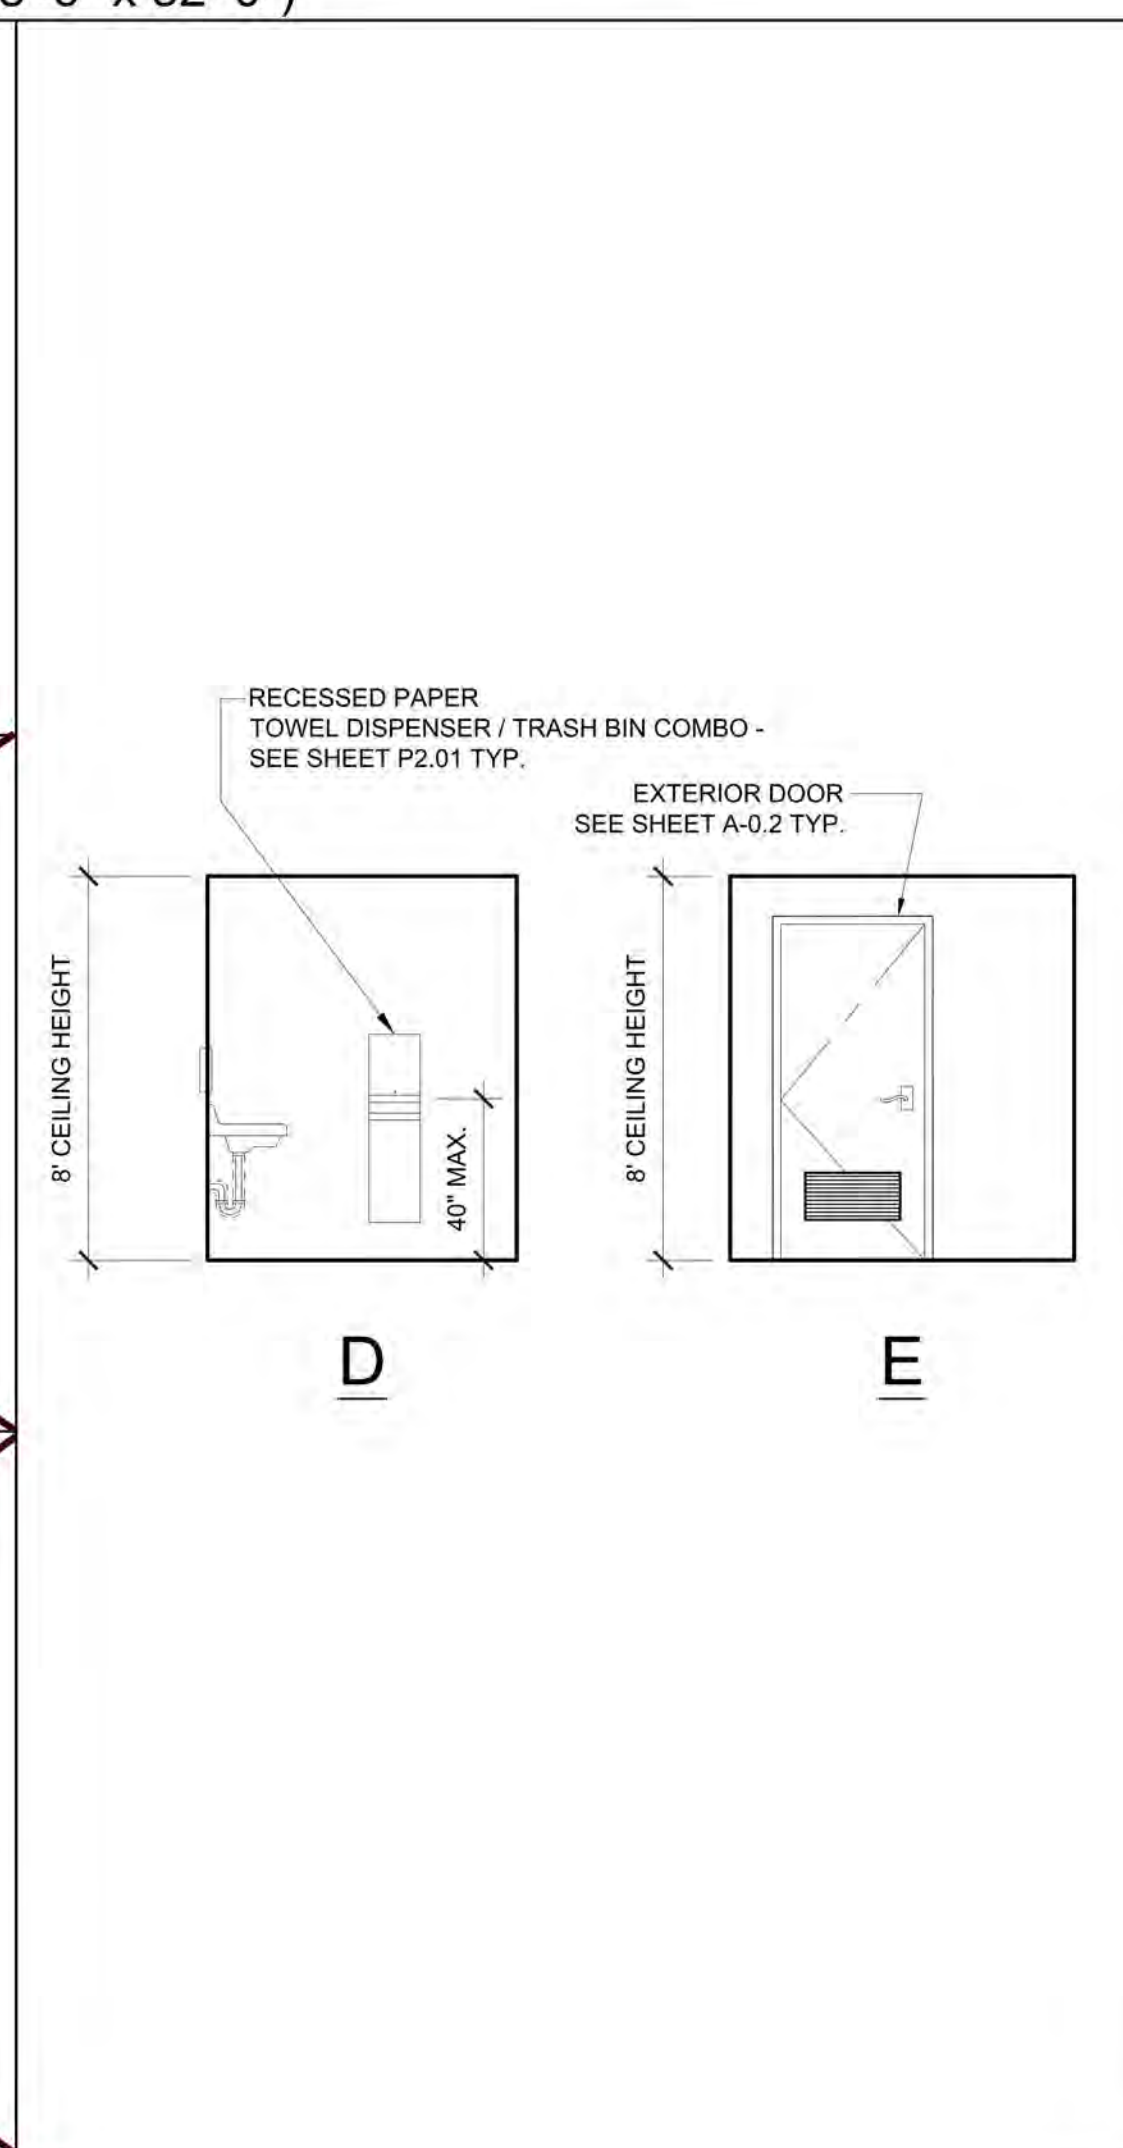 RECESSED PAPER
TOWEL DISPENSER / TRASH BIN COMBO -
SEE SHEET P2.01 TYP.
EXTERIOR DOOR
SEE SHEET A-0.2 TYP.
8' CEILING HEIGHT
40" MAX.
8' CEILING HEIGHT
D
E